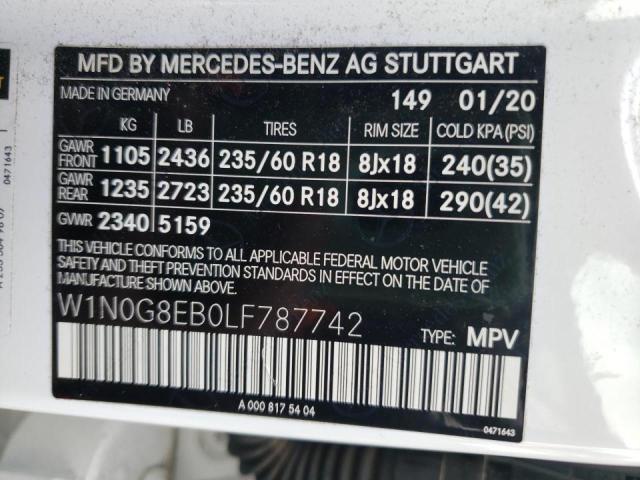 MFD BY MERCEDES-BENZ AG STUTTGART
MADE IN GERMANY 149 01/20
KG LB TIRES RIM SIZE COLD KPA (PSI)
GAWR FRONT 1105 2436 235/60 R18 8Jx18 240(35)
GAWR REAR 1235 2723 235/60 R18 8Jx18 290(42)
GVWR 2340 5159
THIS VEHICLE CONFORMS TO ALL APPLICABLE FEDERAL MOTOR VEHICLE
SAFETY AND THEFT PREVENTION STANDARDS IN EFFECT ON THE DATE OF
MANUFACTURE SHOWN ABOVE.
W1N0G8EB0LF787742
TYPE: MPV
A 000 817 54 04
0471643
0471643